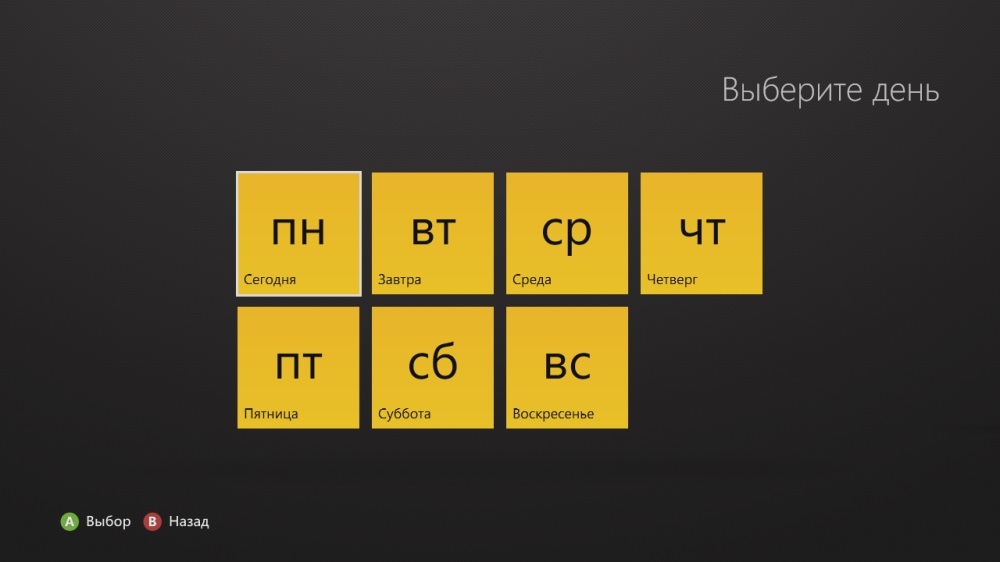 Выберите день
пн
Сегодня
вт
Завтра
ср
Среда
чт
Четверг
пт
Пятница
сб
Суббота
вс
Воскресенье
A Выбор B Назад